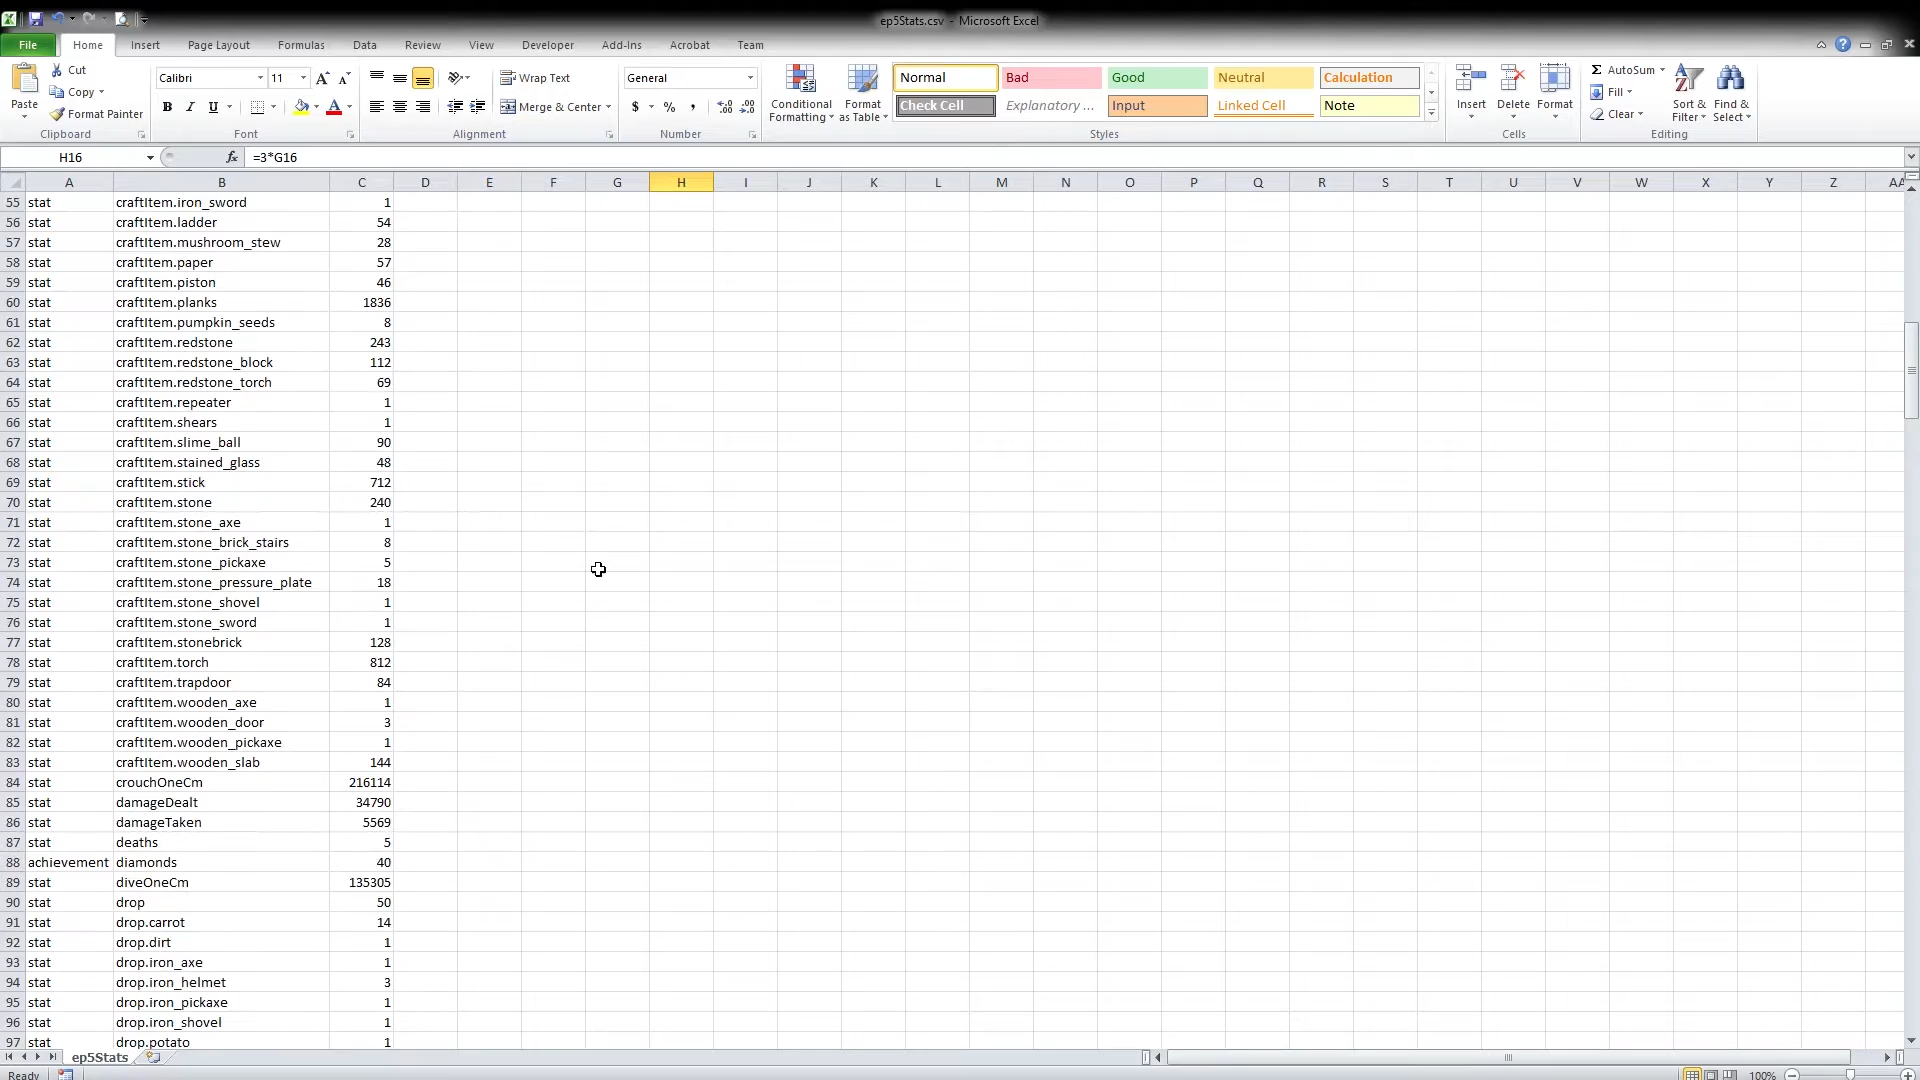 ep5Stats.csv - Microsoft Excel
File Home Insert Page Layout Formulas Data Review View Developer Add-Ins Acrobat Team
Paste Cut Copy Format Painter Clipboard
Calibri 11 A A B I U A Font
Wrap Text Merge & Center Alignment
General $ % , Number
Conditional Formatting Format as Table
Normal Bad Good Neutral Calculation
Check Cell Explanatory ... Input Linked Cell Note
Styles
Insert Delete Format Cells
AutoSum Fill Clear Sort & Filter Find & Select Editing
H16 fx =3*G16
A B C D E F G H I J K L M N O P Q R S T U V W X Y Z AA
55 stat craftItem.iron_sword 1
56 stat craftItem.ladder 54
57 stat craftItem.mushroom_stew 28
58 stat craftItem.paper 57
59 stat craftItem.piston 46
60 stat craftItem.planks 1836
61 stat craftItem.pumpkin_seeds 8
62 stat craftItem.redstone 243
63 stat craftItem.redstone_block 112
64 stat craftItem.redstone_torch 69
65 stat craftItem.repeater 1
66 stat craftItem.shears 1
67 stat craftItem.slime_ball 90
68 stat craftItem.stained_glass 48
69 stat craftItem.stick 712
70 stat craftItem.stone 240
71 stat craftItem.stone_axe 1
72 stat craftItem.stone_brick_stairs 8
73 stat craftItem.stone_pickaxe 5
74 stat craftItem.stone_pressure_plate 18
75 stat craftItem.stone_shovel 1
76 stat craftItem.stone_sword 1
77 stat craftItem.stonebrick 128
78 stat craftItem.torch 812
79 stat craftItem.trapdoor 84
80 stat craftItem.wooden_axe 1
81 stat craftItem.wooden_door 3
82 stat craftItem.wooden_pickaxe 1
83 stat craftItem.wooden_slab 144
84 stat crouchOneCm 216114
85 stat damageDealt 34790
86 stat damageTaken 5569
87 stat deaths 5
88 achievement diamonds 40
89 stat diveOneCm 135305
90 stat drop 50
91 stat drop.carrot 14
92 stat drop.dirt 1
93 stat drop.iron_axe 1
94 stat drop.iron_helmet 3
95 stat drop.iron_pickaxe 1
96 stat drop.iron_shovel 1
97 stat drop.potato 1
ep5Stats
Ready 100%